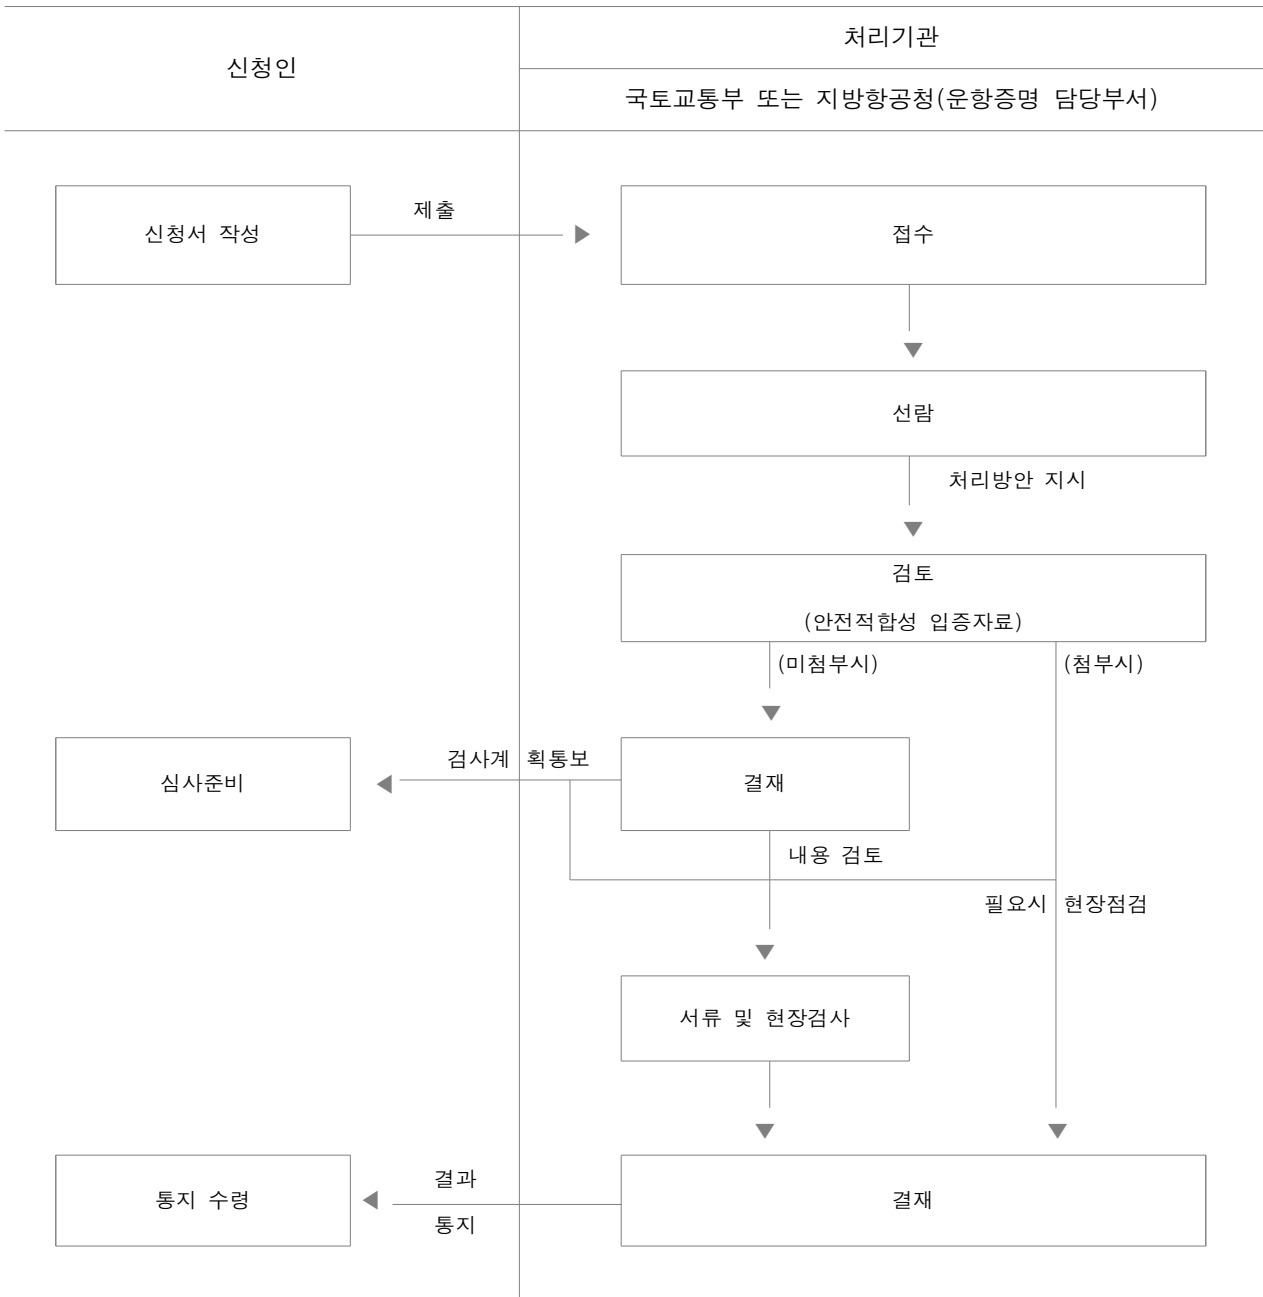 신청인
처리기관
국토교통부 또는 지방항공청(운항증명 담당부서)
신청서 작성
제출
접수
선람
처리방안 지시
검토
(안전적합성 입증자료)
(미첨부시)
(첨부시)
심사준비
검사계획통보
결재
내용 검토
필요시 현장점검
서류 및 현장검사
통지 수령
결과
통지
결재